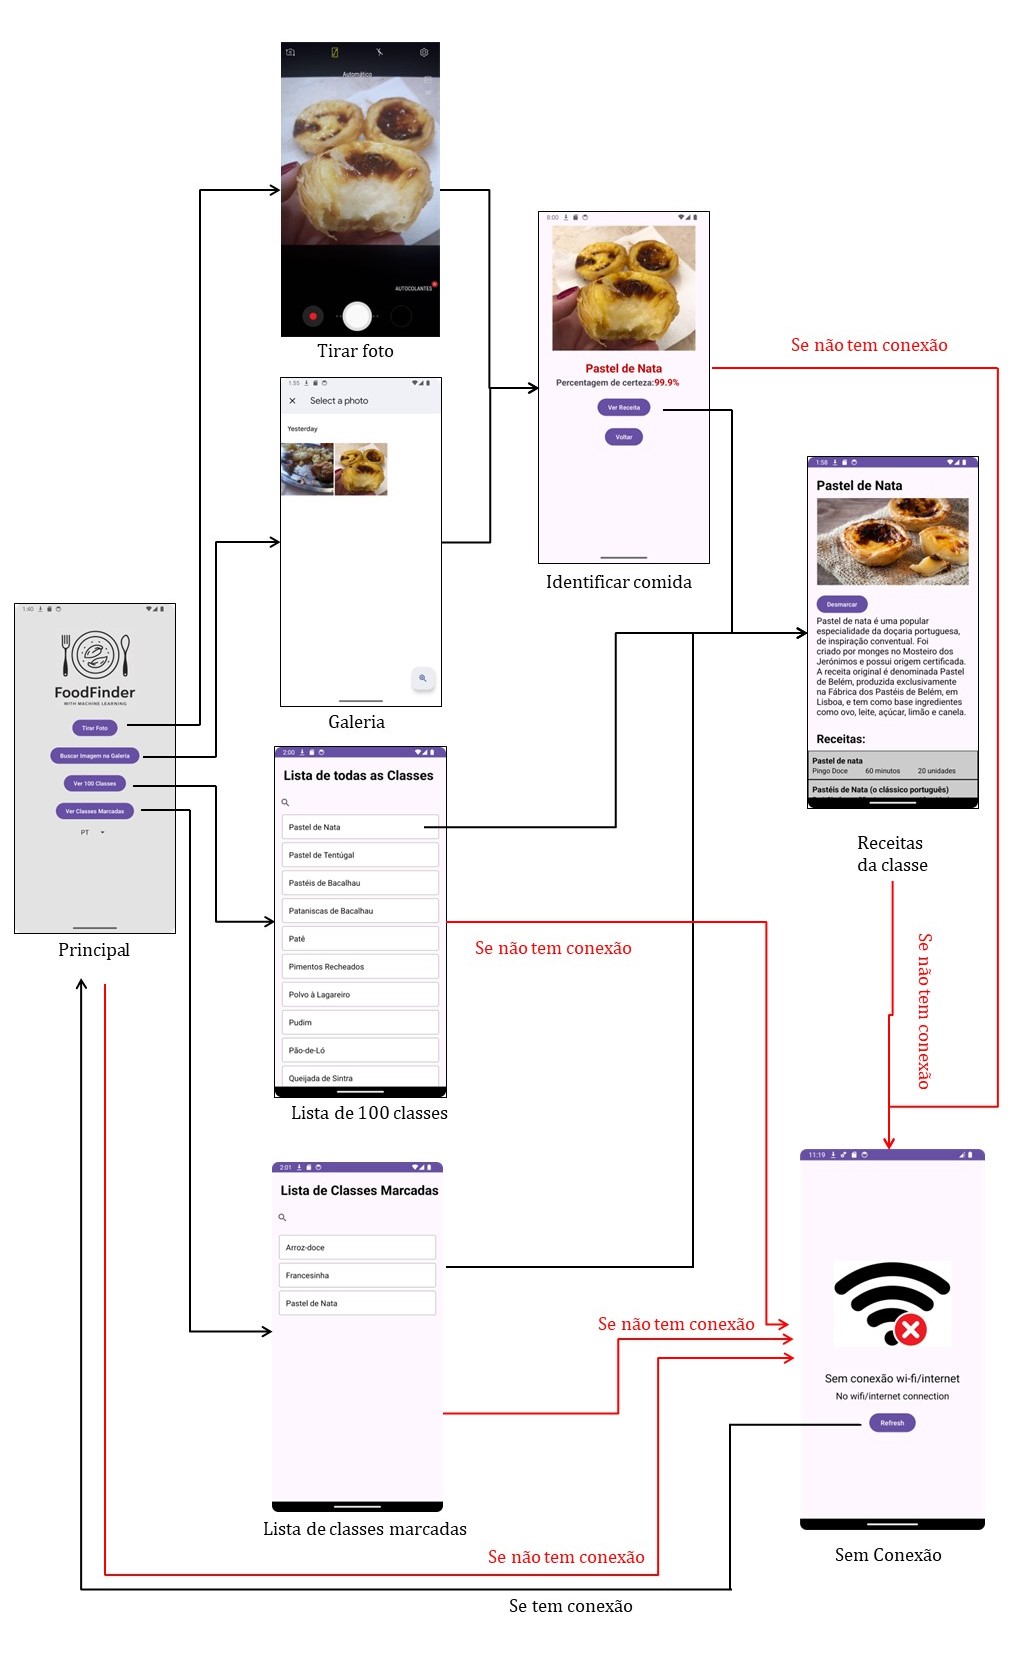 Automático
AUTOCOLANTES
Tirar foto
1:55
Select a photo
Yesterday
Galeria
8:00
Pastel de Nata
Percentagem de certeza:99.9%
Ver Receita
Voltar
Identificar comida
Se não tem conexão
1:40
FoodFinder
WITH MACHINE LEARNING
Tirar Foto
Buscar Imagem na Galeria
Ver 100 Classes
Ver Classes Marcadas
PT
Principal
2:00
Lista de todas as Classes
Pastel de Nata
Pastel de Tentúgal
Pastéis de Bacalhau
Pataniscas de Bacalhau
Patê
Pimentos Recheados
Polvo à Lagareiro
Pudim
Pão-de-Ló
Queijada de Sintra
Lista de 100 classes
Se não tem conexão
1:58
Pastel de Nata
Desmarcar
Pastel de nata é uma popular
especialidade da doçaria portuguesa,
de inspiração conventual. Foi
criado por monges no Mosteiro dos
Jerónimos e possui origem certificada.
A receita original é denominada Pastel
de Belém, produzida exclusivamente
na Fábrica dos Pastéis de Belém, em
Lisboa, e tem como base ingredientes
como ovo, leite, açúcar, limão e canela.
Receitas:
Pastel de nata
Pingo Doce 60 minutos 20 unidades
Pastéis de Nata (o clássico português)
Receitas
da classe
Se não tem conexão
2:01
Lista de Classes Marcadas
Arroz-doce
Francesinha
Pastel de Nata
Lista de classes marcadas
Se não tem conexão
11:19
Sem conexão wi-fi/internet
No wifi/internet connection
Refresh
Sem Conexão
Se não tem conexão
Se tem conexão